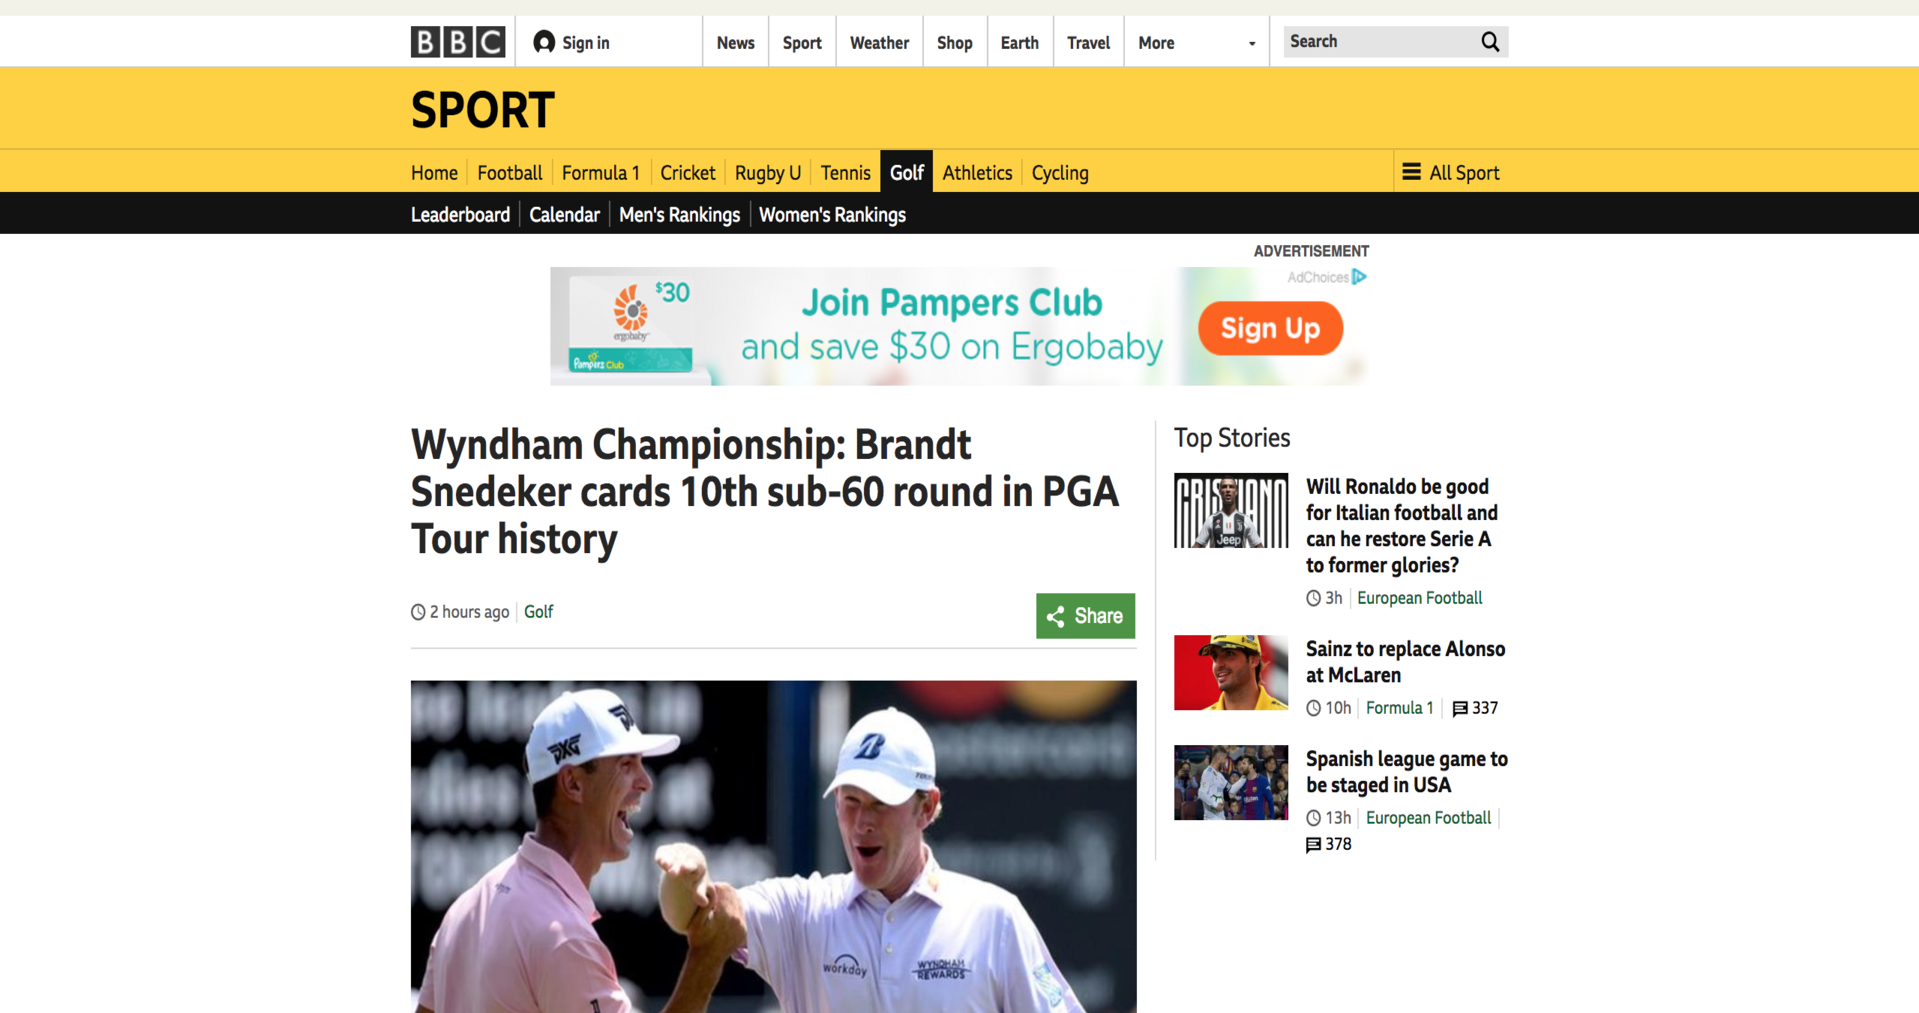 BBC
Sign in
News
Sport
Weather
Shop
Earth
Travel
More
Search
SPORT
Home
Football
Formula 1
Cricket
Rugby U
Tennis
Golf
Athletics
Cycling
All Sport
Leaderboard
Calendar
Men's Rankings
Women's Rankings
ADVERTISEMENT
AdChoices
$30
ergobaby
Pampers Club
Join Pampers Club
and save $30 on Ergobaby
Sign Up
Wyndham Championship: Brandt
Snedeker cards 10th sub-60 round in PGA
Tour history
2 hours ago
Golf
Share
PXG
B
workday
WYNDHAM
REWARDS
Top Stories
CRISTIANO
Jeep
Will Ronaldo be good
for Italian football and
can he restore Serie A
to former glories?
3h
European Football
Sainz to replace Alonso
at McLaren
10h
Formula 1
337
Spanish league game to
be staged in USA
13h
European Football
378